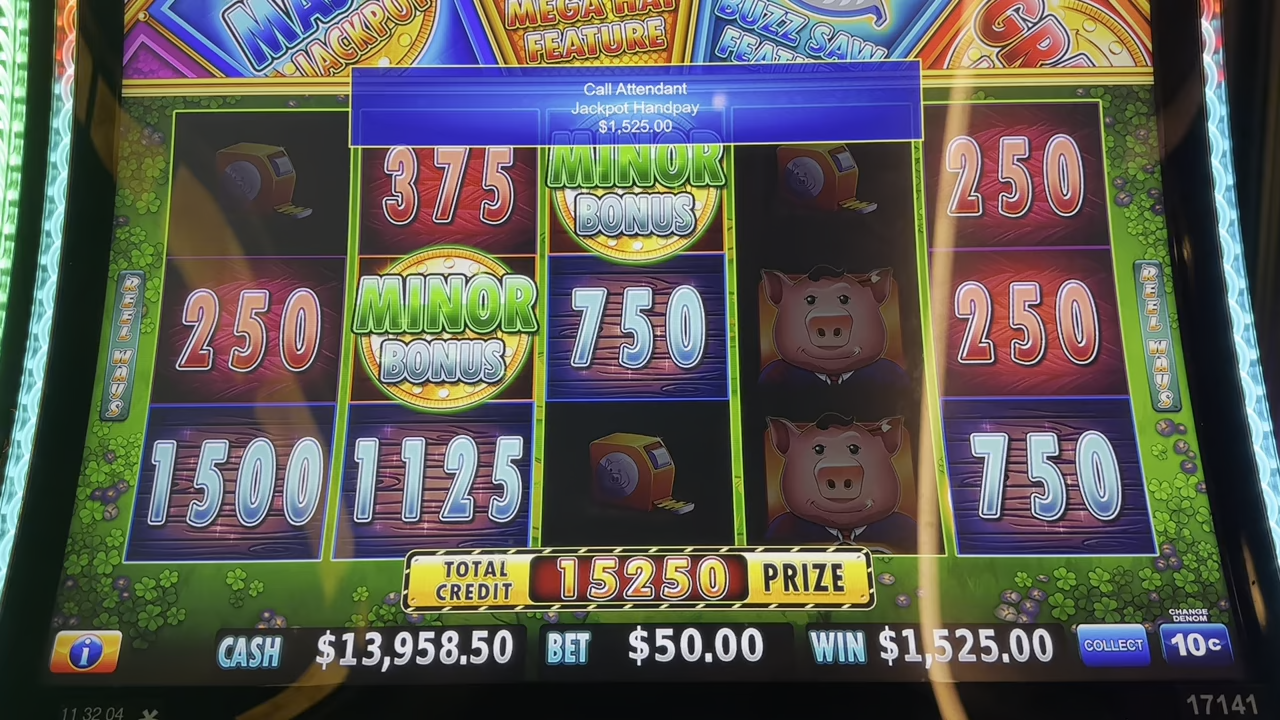 JACKPOT
MEGA HAT
FEATURE
BUZZ SAW
Call Attendant
Jackpot Handpay
$1,525.00
375
MINOR
BONUS
250
250
MINOR
BONUS
750
250
1500
1125
750
REEL WAYS
REEL WAYS
TOTAL
CREDIT
15250
PRIZE
CASH
$13,958.50
BET
$50.00
WIN
$1,525.00
COLLECT
CHANGE
DENOM
10¢
i
11:32:04
17141